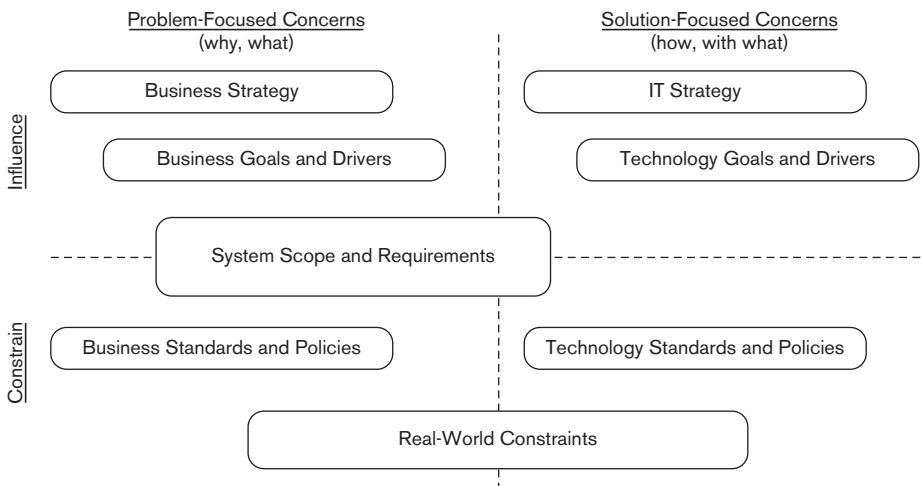 Problem-Focused Concerns
(why, what)
Solution-Focused Concerns
(how, with what)
Influence
Business Strategy
IT Strategy
Business Goals and Drivers
Technology Goals and Drivers
System Scope and Requirements
Constrain
Business Standards and Policies
Technology Standards and Policies
Real-World Constraints